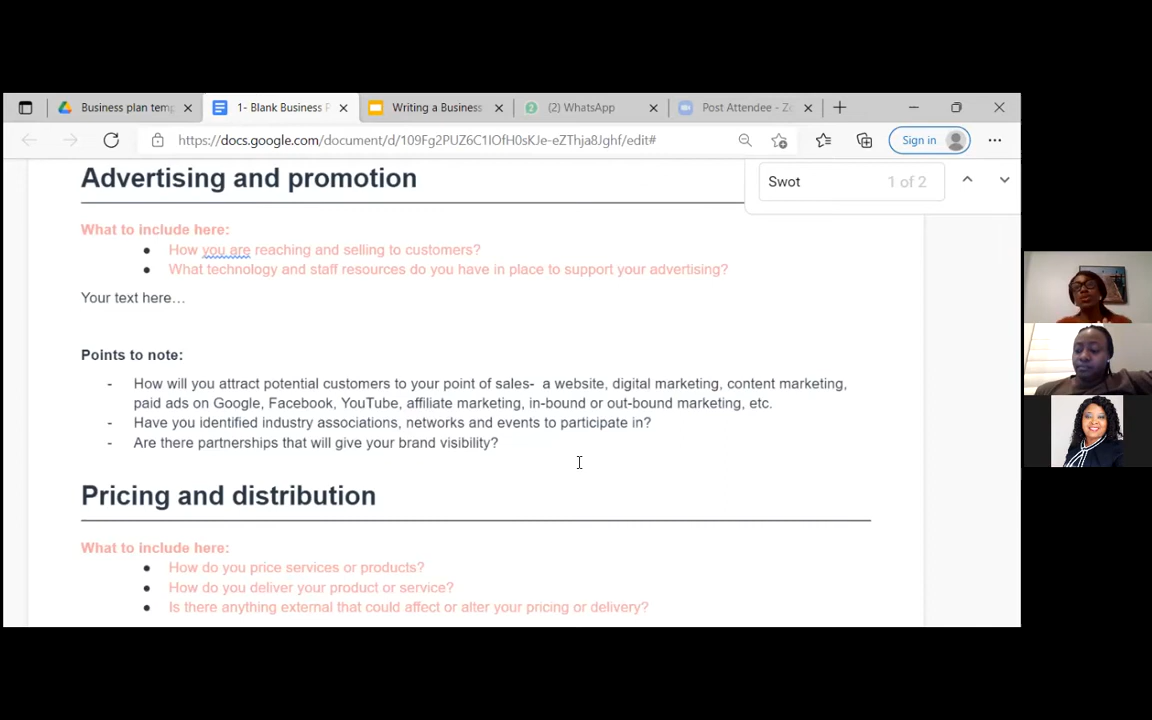 Business plan temp
1- Blank Business P
Writing a Business
(2) WhatsApp
Post Attendee - Zo
https://docs.google.com/document/d/109Fg2PUZ6C1lOfH0sKJe-eZThja8Jghf/edit#
Sign in
Swot 1 of 2
Advertising and promotion
What to include here:
How you are reaching and selling to customers?
What technology and staff resources do you have in place to support your advertising?
Your text here…
Points to note:
- How will you attract potential customers to your point of sales- a website, digital marketing, content marketing,
paid ads on Google, Facebook, YouTube, affiliate marketing, in-bound or out-bound marketing, etc.
- Have you identified industry associations, networks and events to participate in?
- Are there partnerships that will give your brand visibility?
Pricing and distribution
What to include here:
How do you price services or products?
How do you deliver your product or service?
Is there anything external that could affect or alter your pricing or delivery?